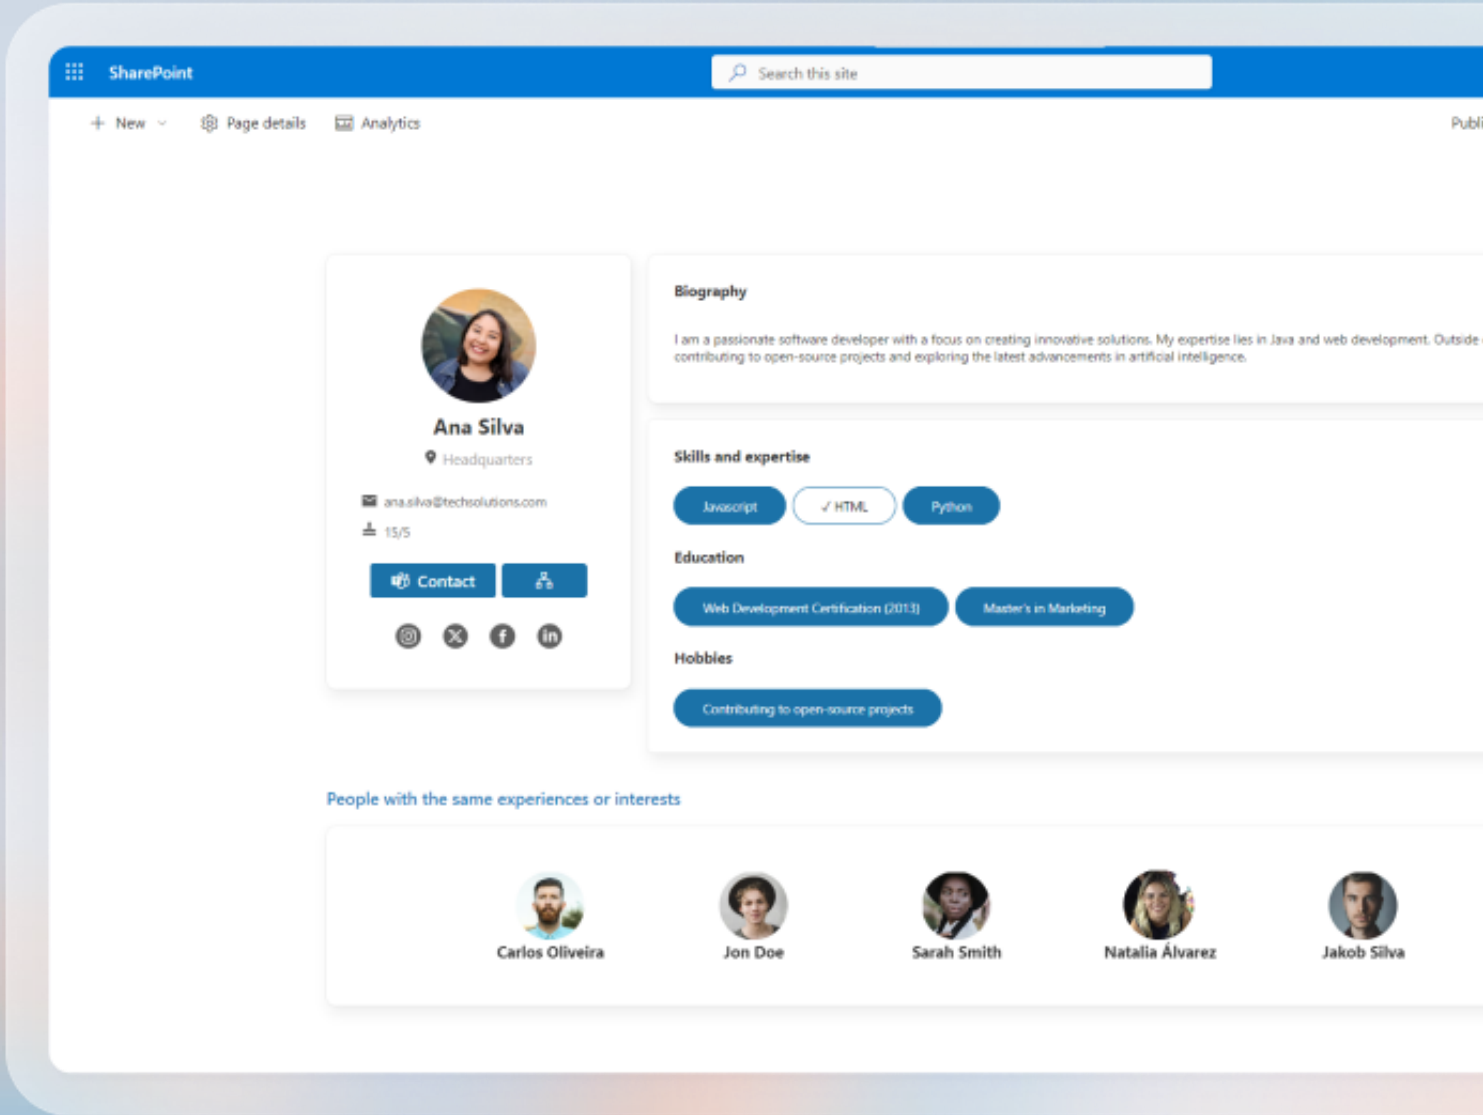 SharePoint
Search this site
New
Page details
Analytics
Publi
Ana Silva
Headquarters
ana.silva@techsolutions.com
15/5
Contact
Biography
I am a passionate software developer with a focus on creating innovative solutions. My expertise lies in Java and web development. Outside
contributing to open-source projects and exploring the latest advancements in artificial intelligence.
Skills and expertise
Javascript
✓ HTML
Python
Education
Web Development Certification (2013)
Master's in Marketing
Hobbies
Contributing to open-source projects
People with the same experiences or interests
Carlos Oliveira
Jon Doe
Sarah Smith
Natalia Álvarez
Jakob Silva